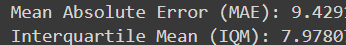 Mean Absolute Error (MAE): 9.429
Interquartile Mean (IQM): 7.9780